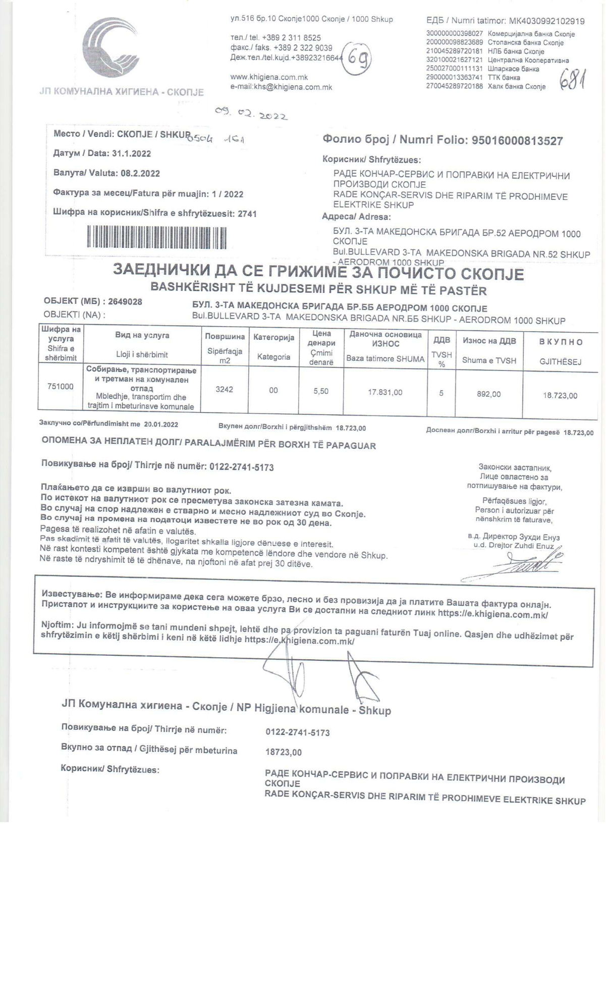 ул.516 бр.10 Скопје1000 Скопје / 1000 Shkup
тел./ tel. +389 2 311 8525
факс./ faks. +389 2 322 9039
Деж.тел./tel.kujd.+38923216644
69
www.khigiena.com.mk
e-mail:khs@khigiena.com.mk
ЕДБ / Numri tatimor: МК4030992102919
300000000398027 Комерцијална банка Скопје
200000098823689 Стопанска банка Скопје
210045289720181 НЛБ банка Скопје
320100021627121 Централна Кооперативна
250027000111131 Шпаркасе банка
290000013363741 ТТК банка
270045289720188 Халк банка Скопје
681
ЈП КОМУНАЛНА ХИГИЕНА - СКОПЈЕ
09. 02. 2022
Место / Vendi: СКОПЈЕ / SHKUP
0504 161
Датум / Data: 31.1.2022
Валута/ Valuta: 08.2.2022
Фактура за месец/Fatura për muajin: 1 / 2022
Шифра на корисник/Shifra e shfrytëzuesit: 2741
Фолио број / Numri Folio: 95016000813527
Корисник/ Shfrytëzues:
РАДЕ КОНЧАР-СЕРВИС И ПОПРАВКИ НА ЕЛЕКТРИЧНИ
ПРОИЗВОДИ СКОПЈЕ
RADE KONÇAR-SERVIS DHE RIPARIM TË PRODHIMEVE
ELEKTRIKE SHKUP
Адреса/ Adresa:
БУЛ. 3-ТА МАКЕДОНСКА БРИГАДА БР.52 АЕРОДРОМ 1000
СКОПЈЕ
Bul.BULLEVARD 3-TA MAKEDONSKA BRIGADA NR.52 SHKUP
- AERODROM 1000 SHKUP
ЗАЕДНИЧКИ ДА СЕ ГРИЖИМЕ ЗА ПОЧИСТО СКОПЈЕ
BASHKËRISHT TË KUJDESEMI PËR SHKUP MË TË PASTËR
ОБЈЕКТ (МБ) : 2649028
БУЛ. 3-ТА МАКЕДОНСКА БРИГАДА БР.ББ АЕРОДРОМ 1000 СКОПЈЕ
OBJEKTI (NA) :
Bul.BULLEVARD 3-TA MAKEDONSKA BRIGADA NR.ББ SHKUP - AERODROM 1000 SHKUP
Шифра на услуга Shifra e shërbimit
Вид на услуга Lloji i shërbimit
Површина Sipërfaqja m2
Категорија Kategoria
Цена денари Çmimi denarë
Даночна основица ИЗНОС Baza tatimore SHUMA
ДДВ TVSH %
Износ на ДДВ Shuma e TVSH
В К У П Н О GJITHËSEJ
751000
Собирање, транспортирање
и третман на комунален
отпад
Mbledhje, transportim dhe
trajtim i mbeturinave komunale
3242 00 5,50 17.831,00 5 892,00 18.723,00
Заклучно со/Përfundimisht me 20.01.2022
Вкупен долг/Borxhi i përgjithshëm 18.723,00
Доспеан долг/Borxhi i arritur për pagesë 18.723,00
ОПОМЕНА ЗА НЕПЛАТЕН ДОЛГ/ PARALAJMËRIM PËR BORXH TË PAPAGUAR
Повикување на број/ Thirrje në numër: 0122-2741-5173
Плаќањето да се изврши во валутниот рок.
По истекот на валутниот рок се пресметува законска затезна камата.
Во случај на спор надлежен е стварно и месно надлежниот суд во Скопје.
Во случај на промена на податоци известете не во рок од 30 дена.
Pagesa të realizohet në afatin e valutës.
Pas skadimit të afatit të valutës, llogaritet shkalla ligjore dënuese e interesit.
Në rast kontesti kompetent është gjykata me kompetencë lëndore dhe vendore në Shkup.
Në raste të ndryshimit të të dhënave, na njoftoni në afat prej 30 ditëve.
Законски застапник,
Лице овластено за
потпишување на фактури,
Përfaqësues ligjor,
Person i autorizuar për
nënshkrim të faturave,
в.д. Директор Зухди Енуз
u.d. Drejtor Zuhdi Enuz
Известување: Ве информираме дека сега можете брзо, лесно и без провизија да ја платите Вашата фактура онлајн.
Пристапот и инструкциите за користење на оваа услуга Ви се достапни на следниот линк https://e.khigiena.com.mk/
Njoftim: Ju informojmë se tani mundeni shpejt, lehtë dhe pa provizion ta paguani faturën Tuaj online. Qasjen dhe udhëzimet për
shfrytëzimin e këtij shërbimi i keni në këtë lidhje https://e.khigiena.com.mk/
ЈП Комунална хигиена - Скопје / NP Higjiena komunale - Shkup
Повикување на број/ Thirrje në numër: 0122-2741-5173
Вкупно за отпад / Gjithësej për mbeturina 18723,00
Корисник/ Shfrytëzues:
РАДЕ КОНЧАР-СЕРВИС И ПОПРАВКИ НА ЕЛЕКТРИЧНИ ПРОИЗВОДИ
СКОПЈЕ
RADE KONÇAR-SERVIS DHE RIPARIM TË PRODHIMEVE ELEKTRIKE SHKUP